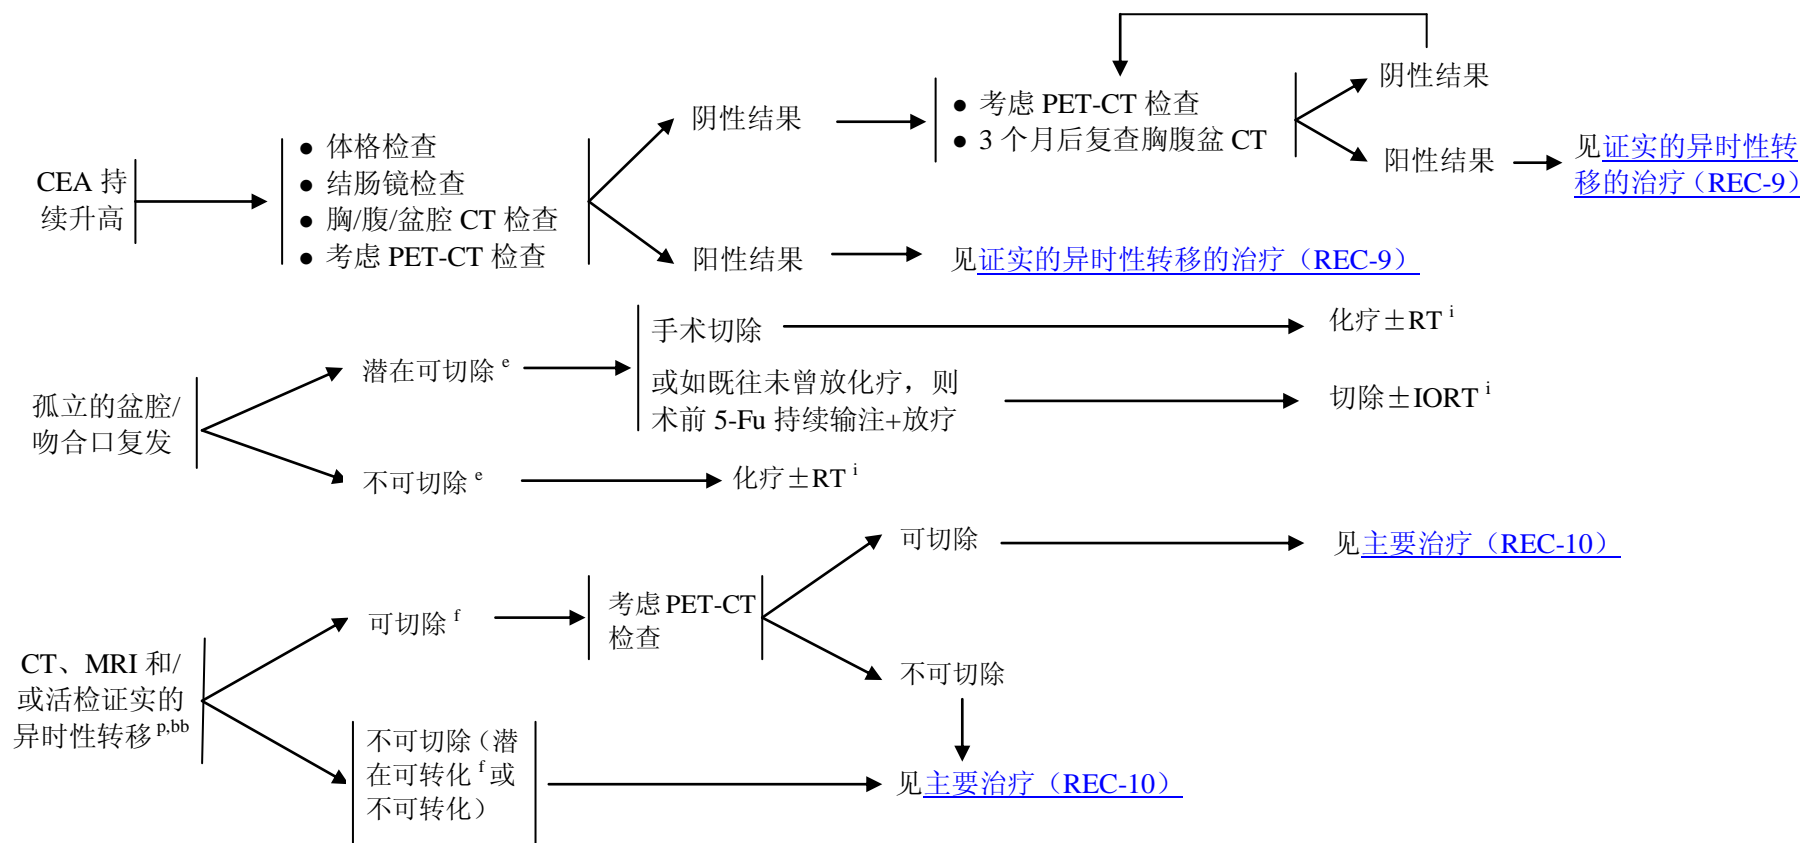 CEA 持
续升高
● 体格检查
● 结肠镜检查
● 胸/腹/盆腔 CT 检查
● 考虑 PET-CT 检查
阴性结果
阳性结果
● 考虑 PET-CT 检查
● 3 个月后复查胸腹盆 CT
阴性结果
阳性结果
见证实的异时性转
移的治疗（REC-9）
见证实的异时性转移的治疗（REC-9）
孤立的盆腔/
吻合口复发
潜在可切除 e
手术切除
或如既往未曾放化疗，则
术前 5-Fu 持续输注+放疗
化疗±RT i
切除±IORT i
不可切除 e
化疗±RT i
CT、MRI 和/
或活检证实的
异时性转移 p,bb
可切除 f
考虑 PET-CT
检查
可切除
见主要治疗（REC-10）
不可切除
不可切除（潜
在可转化 f 或
不可转化）
见主要治疗（REC-10）